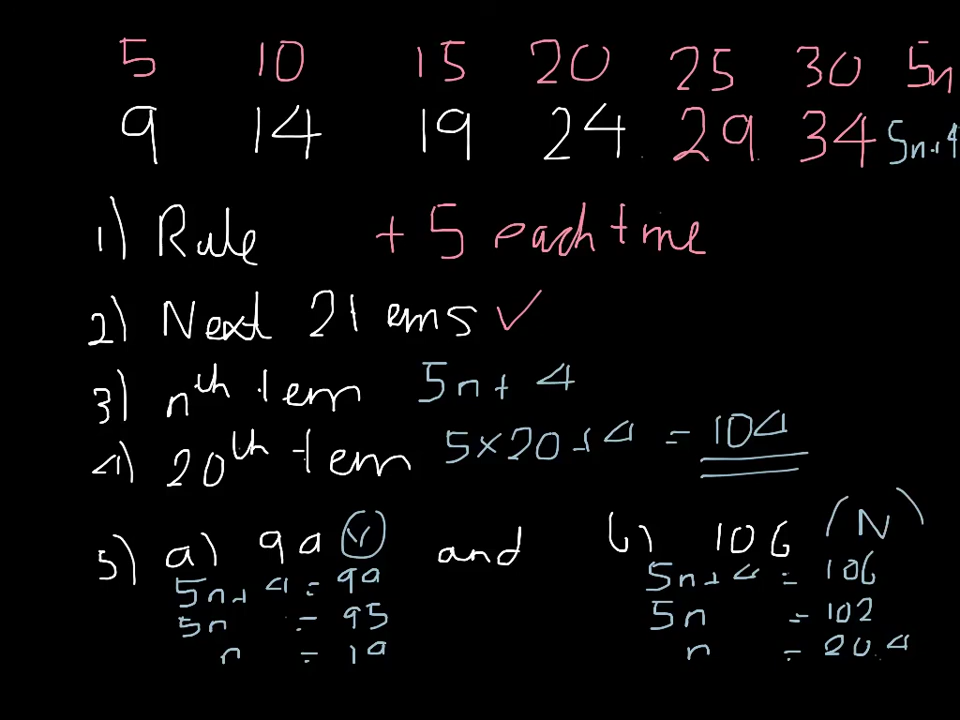 5 10 15 20 25 30 5n
9 14 19 24 29 34 5n+4
1) Rule +5 each time
2) Next 2 terms ✓
3) nth term 5n+4
4) 20th term 5×20+4 = 104
5) a) 99 (Y) and b) 106 (N)
5n+4 = 99 5n+4 = 106
5n = 95 5n = 102
n = 19 n = 20.4